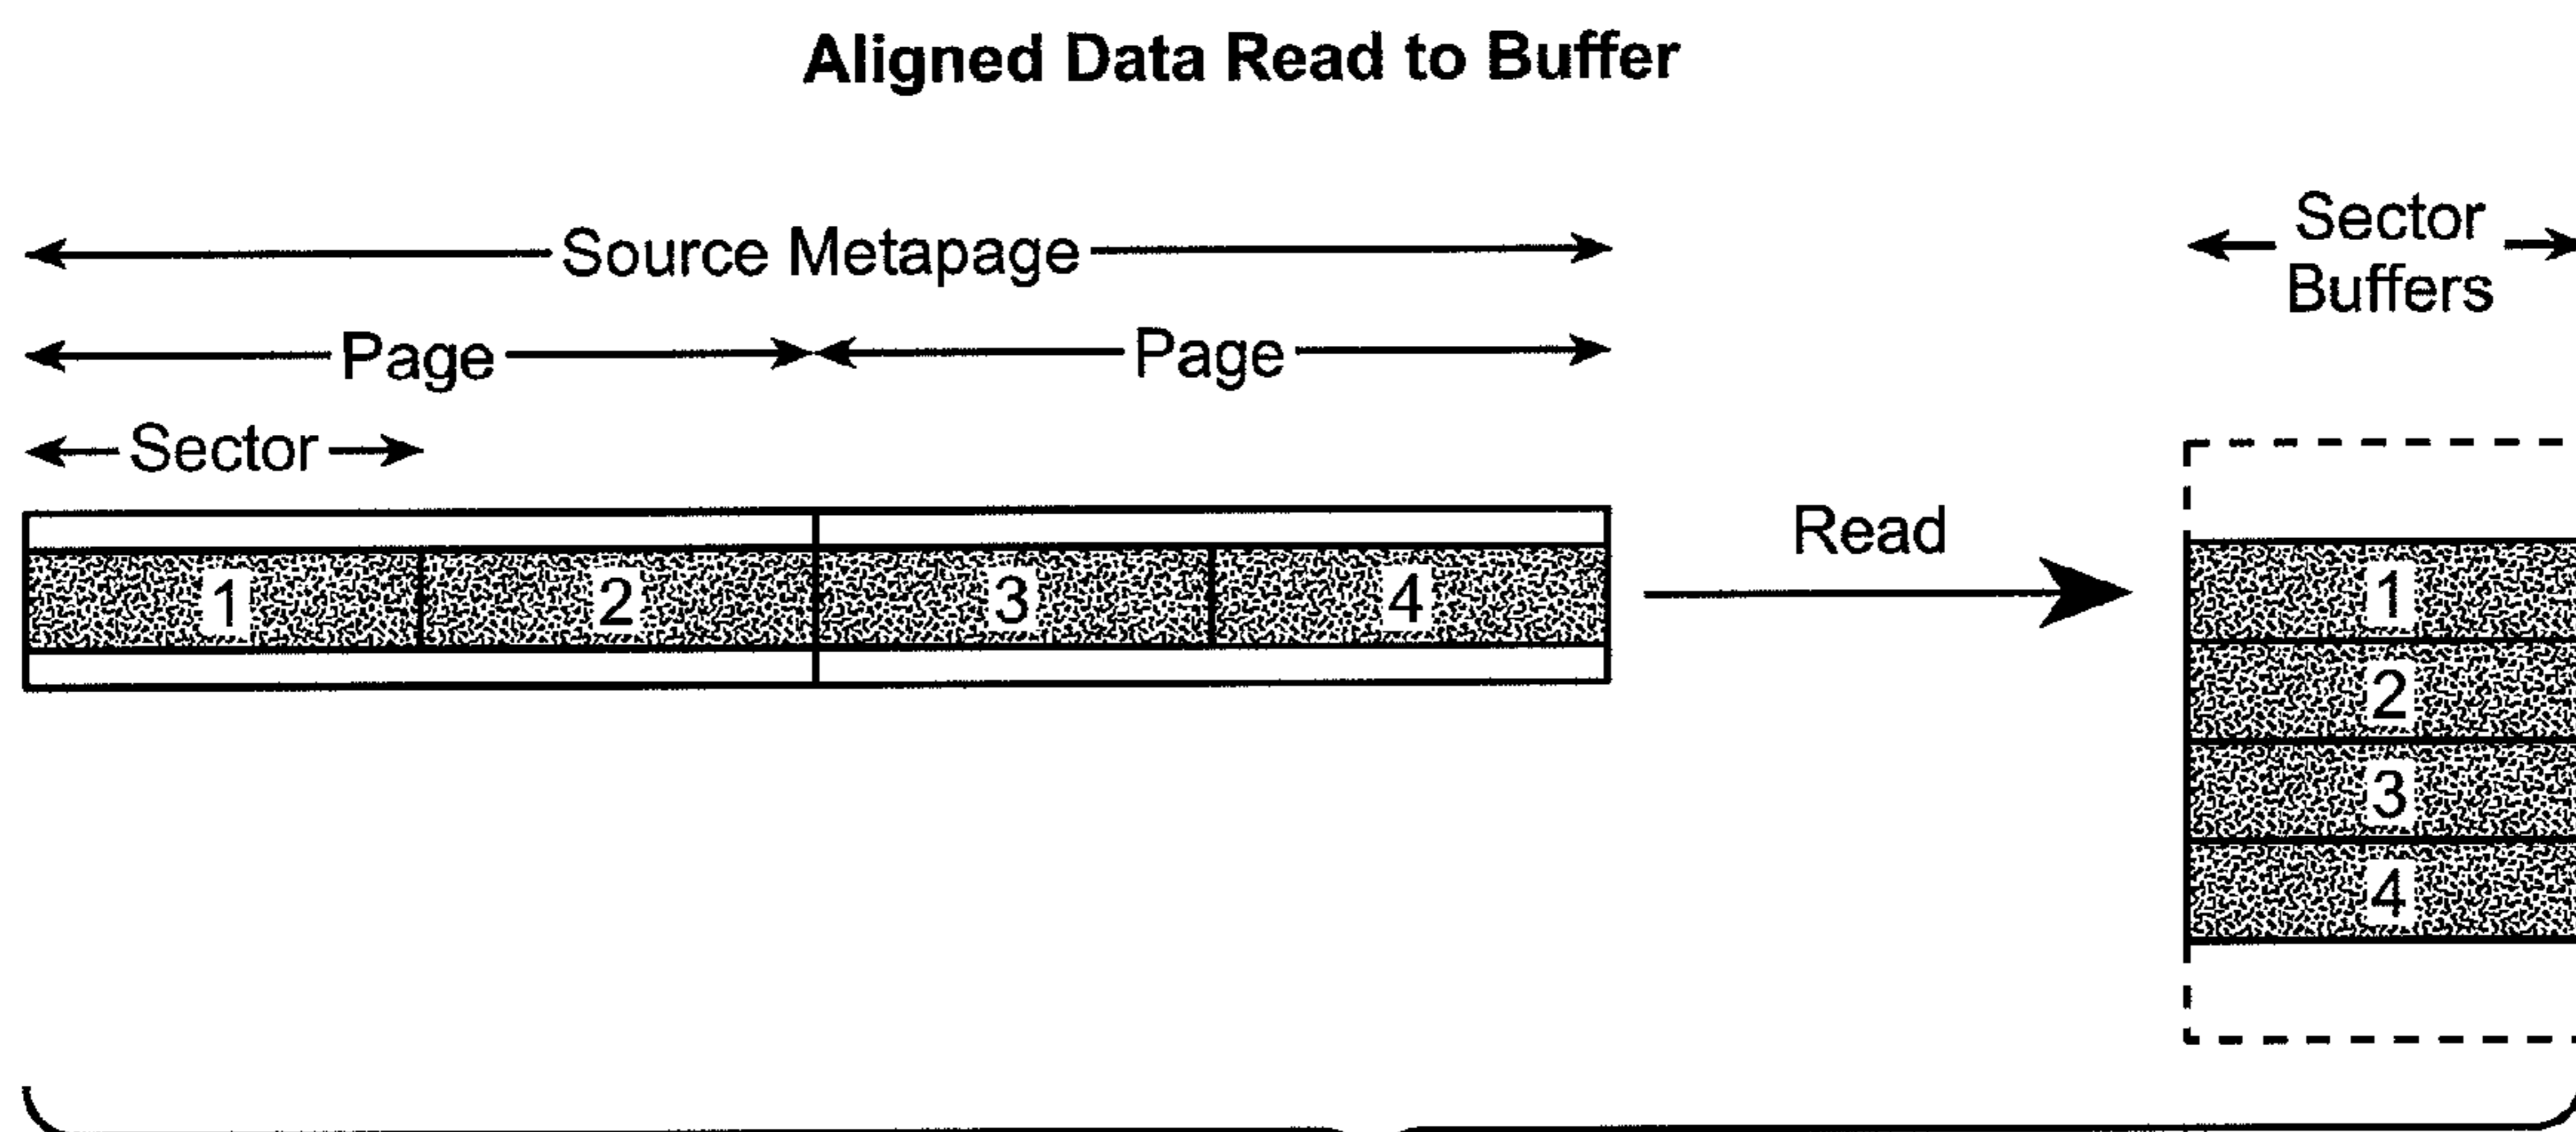 Aligned Data Read to Buffer
Source Metapage
Sector
Buffers
Page
Page
Sector
Read
1
2
3
4
1
2
3
4